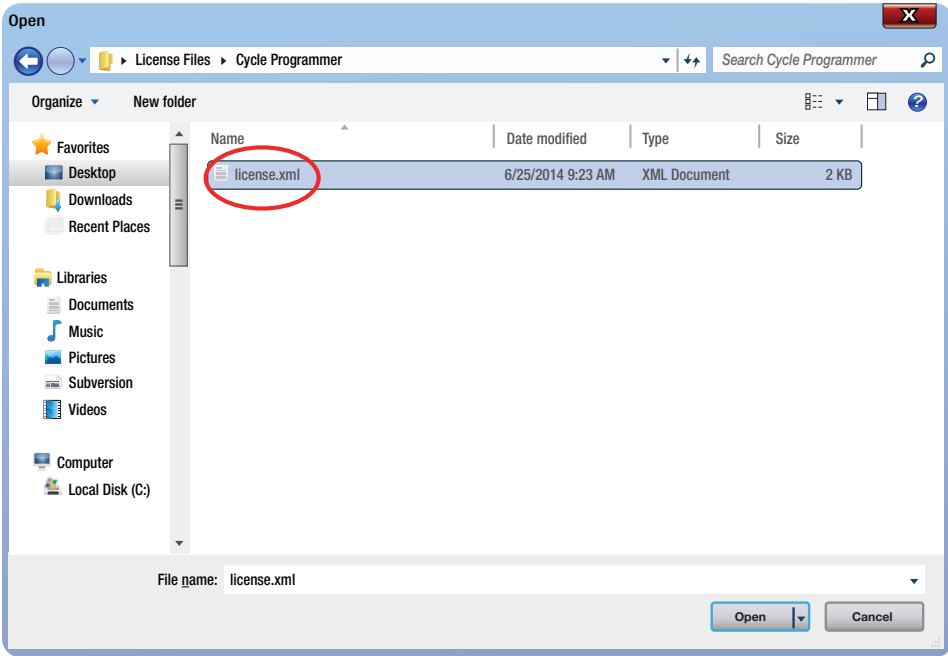 Open
X
License Files Cycle Programmer
Search Cycle Programmer
Organize New folder
?
Name Date modified Type Size
license.xml 6/25/2014 9:23 AM XML Document 2 KB
Favorites
Desktop
Downloads
Recent Places
Libraries
Documents
Music
Pictures
Subversion
Videos
Computer
Local Disk (C:)
File name: license.xml
Open Cancel